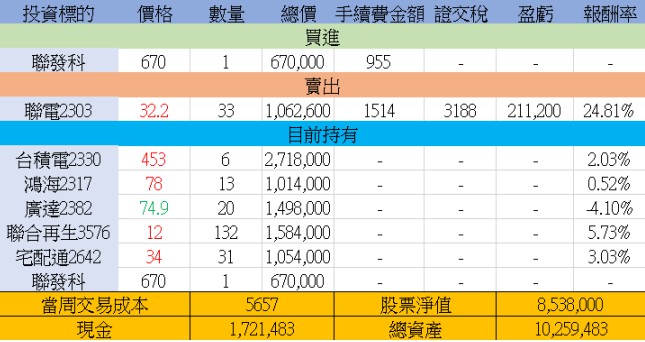 投資標的 價格 數量 總價 手續費金額 證交稅 盈虧 報酬率
買進
聯發科 670 1 670,000 955 - - -
賣出
聯電2303 32.2 33 1,062,600 1514 3188 211,200 24.81%
目前持有
台積電2330 453 6 2,718,000 - - - 2.03%
鴻海2317 78 13 1,014,000 - - - 0.52%
廣達2382 74.9 20 1,498,000 - - - -4.10%
聯合再生3576 12 132 1,584,000 - - - 5.73%
宅配通2642 34 31 1,054,000 - - - 3.03%
聯發科 670 1 670,000 - - - -
當周交易成本 5657 股票淨值 8,538,000
現金 1,721,483 總資產 10,259,483